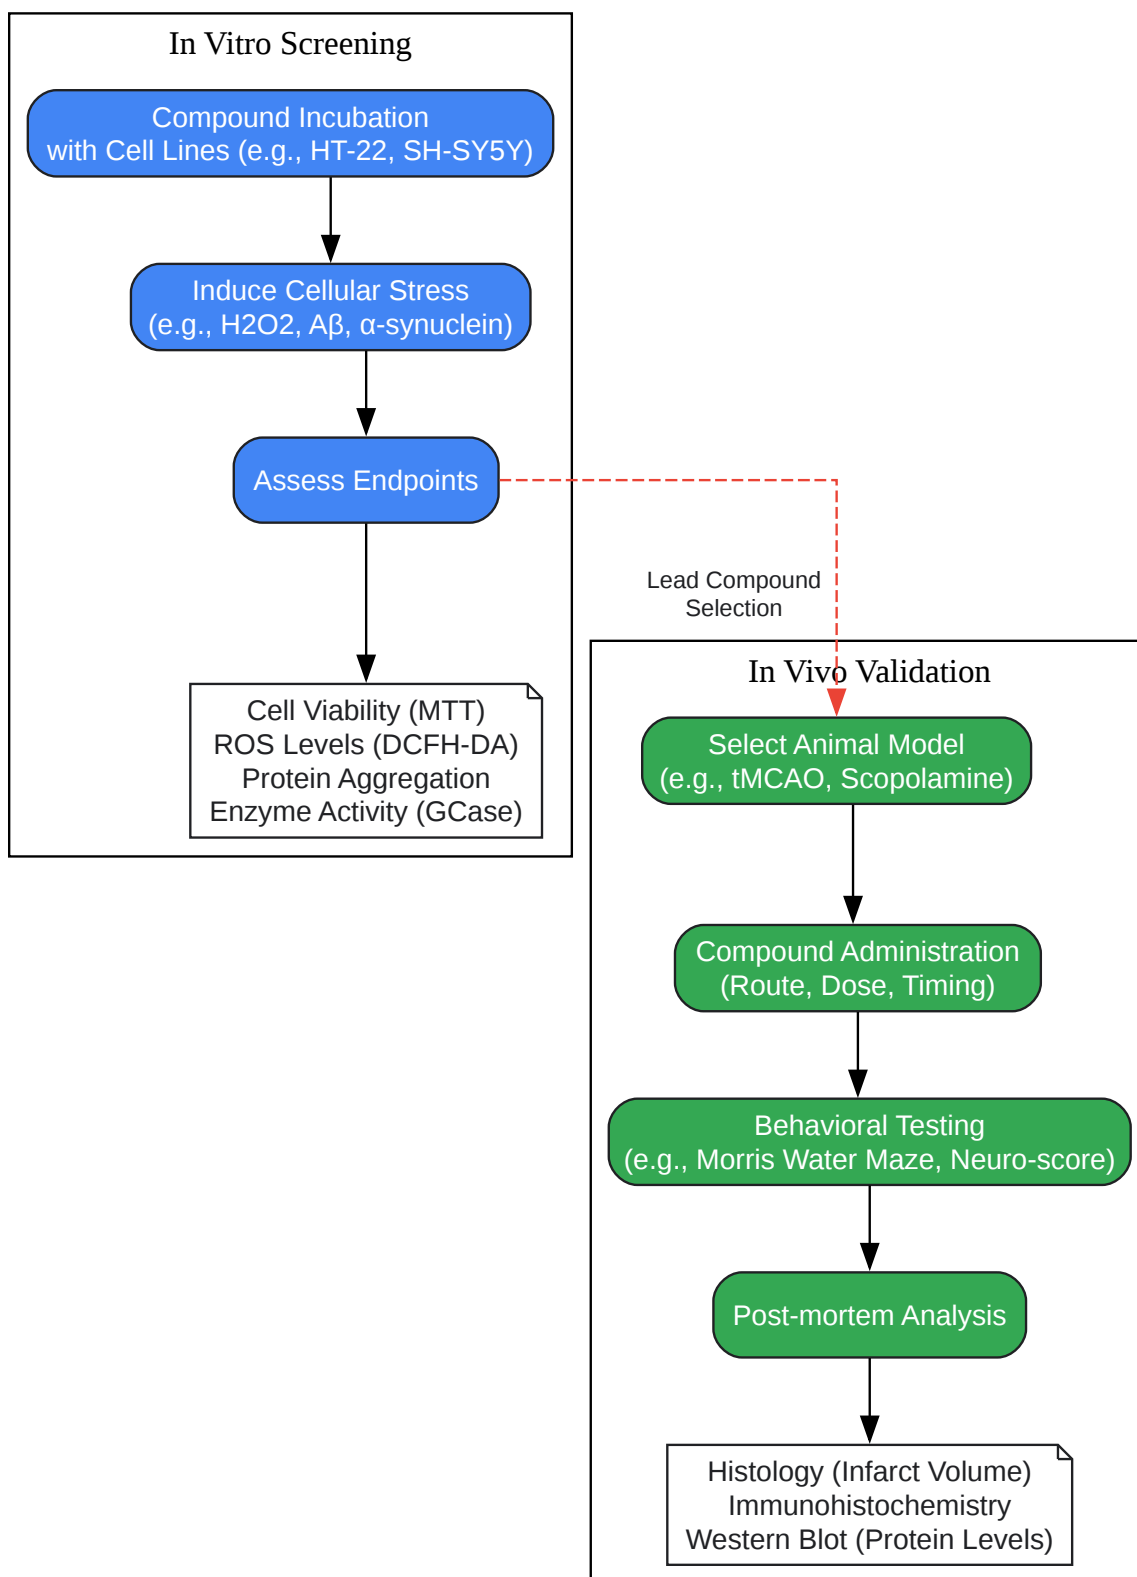 In Vitro Screening
Compound Incubation
with Cell Lines (e.g., HT-22, SH-SY5Y)
Induce Cellular Stress
(e.g., H2O2, Aβ, α-synuclein)
Assess Endpoints
Cell Viability (MTT)
ROS Levels (DCFH-DA)
Protein Aggregation
Enzyme Activity (GCase)
Lead Compound
Selection
In Vivo Validation
Select Animal Model
(e.g., tMCAO, Scopolamine)
Compound Administration
(Route, Dose, Timing)
Behavioral Testing
(e.g., Morris Water Maze, Neuro-score)
Post-mortem Analysis
Histology (Infarct Volume)
Immunohistochemistry
Western Blot (Protein Levels)